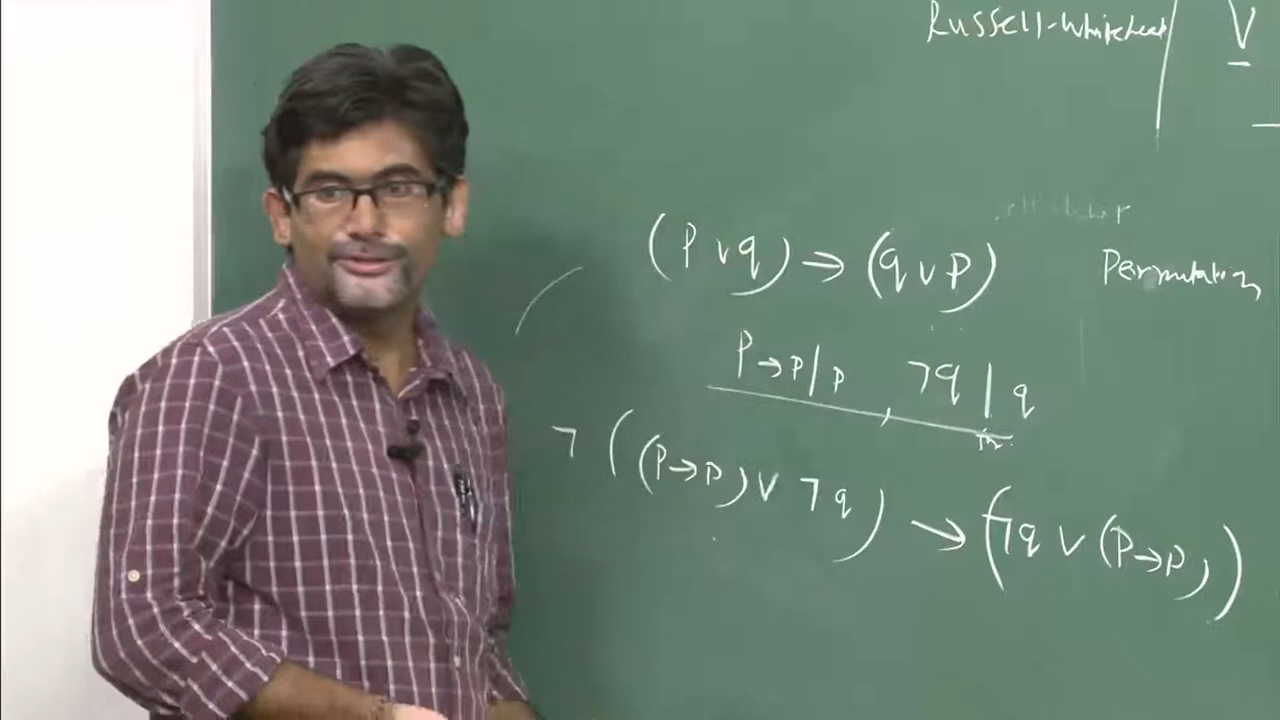 Russell-Whitehead | V
(P ∨ q) → (q ∨ P)
Permutation
P → P / P , ¬q | q
¬ ( (P → P) ∨ ¬q ) → ( ¬q ∨ (P → P) )